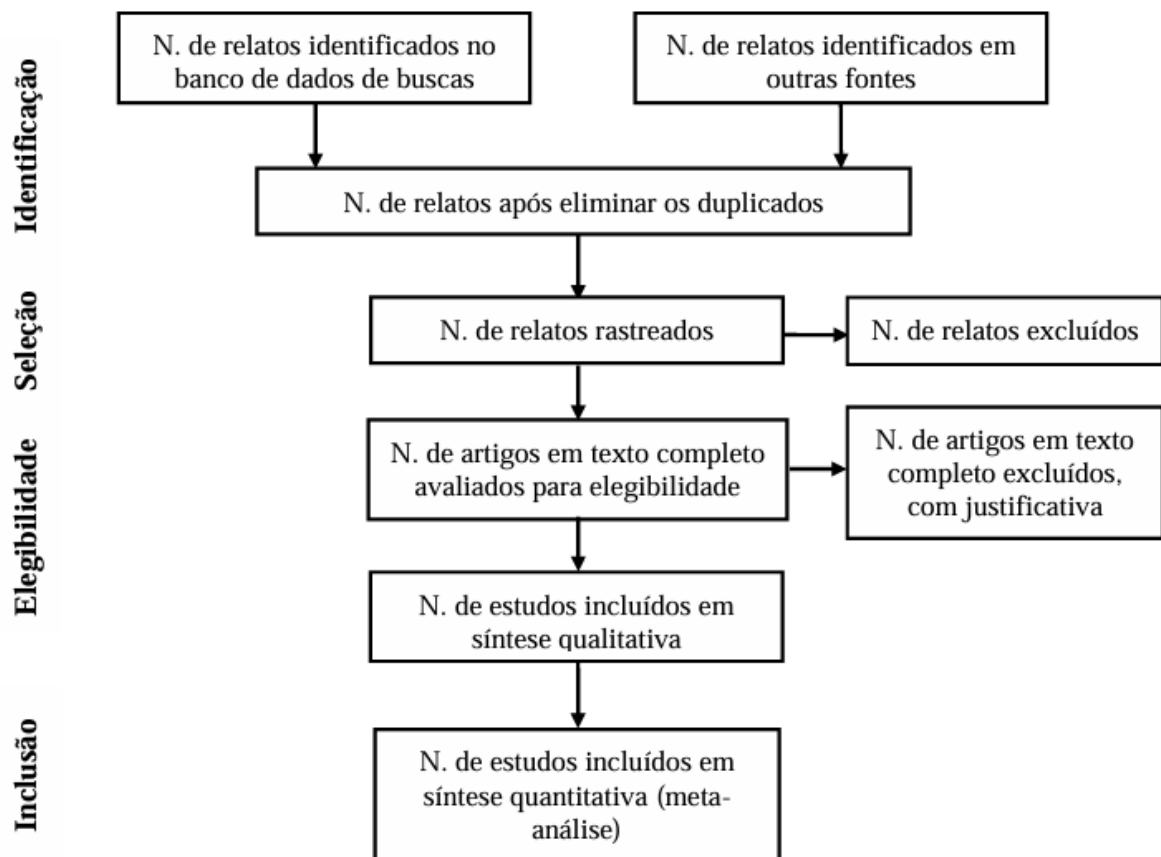 Identificação
N. de relatos identificados no
banco de dados de buscas
N. de relatos identificados em
outras fontes
N. de relatos após eliminar os duplicados
Seleção
N. de relatos rastreados
N. de relatos excluídos
Elegibilidade
N. de artigos em texto completo
avaliados para elegibilidade
N. de artigos em texto
completo excluídos,
com justificativa
N. de estudos incluídos em
síntese qualitativa
Inclusão
N. de estudos incluídos em
síntese quantitativa (meta-
análise)